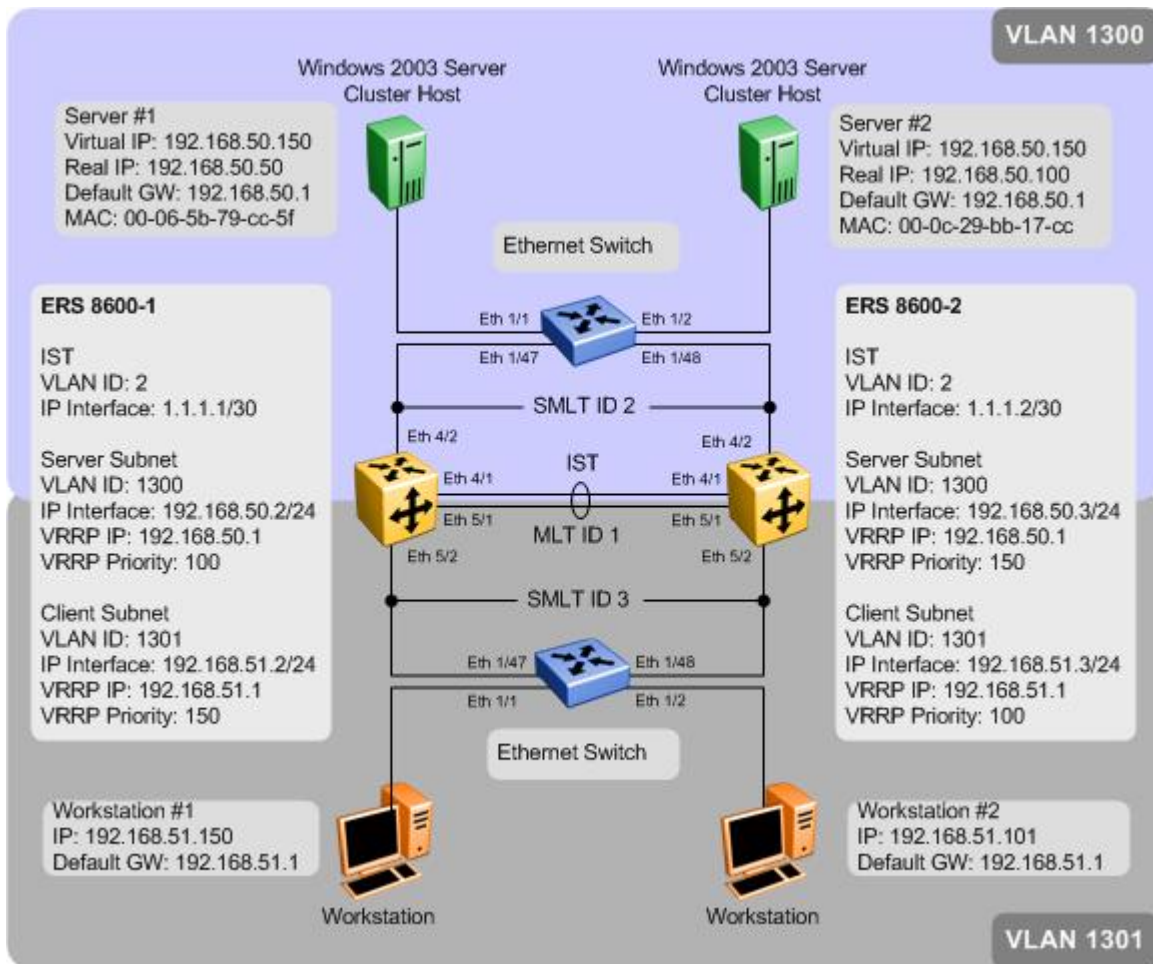 VLAN 1300
Windows 2003 Server
Cluster Host
Windows 2003 Server
Cluster Host
Server #1
Virtual IP: 192.168.50.150
Real IP: 192.168.50.50
Default GW: 192.168.50.1
MAC: 00-06-5b-79-cc-5f
Server #2
Virtual IP: 192.168.50.150
Real IP: 192.168.50.100
Default GW: 192.168.50.1
MAC: 00-0c-29-bb-17-cc
Ethernet Switch
Eth 1/1
Eth 1/2
Eth 1/47
Eth 1/48
ERS 8600-1
IST
VLAN ID: 2
IP Interface: 1.1.1.1/30
Server Subnet
VLAN ID: 1300
IP Interface: 192.168.50.2/24
VRRP IP: 192.168.50.1
VRRP Priority: 100
Client Subnet
VLAN ID: 1301
IP Interface: 192.168.51.2/24
VRRP IP: 192.168.51.1
VRRP Priority: 150
SMLT ID 2
Eth 4/2
Eth 4/2
IST
Eth 4/1
Eth 4/1
Eth 5/1
Eth 5/1
MLT ID 1
Eth 5/2
Eth 5/2
SMLT ID 3
Eth 1/47
Eth 1/48
Eth 1/1
Eth 1/2
Ethernet Switch
ERS 8600-2
IST
VLAN ID: 2
IP Interface: 1.1.1.2/30
Server Subnet
VLAN ID: 1300
IP Interface: 192.168.50.3/24
VRRP IP: 192.168.50.1
VRRP Priority: 150
Client Subnet
VLAN ID: 1301
IP Interface: 192.168.51.3/24
VRRP IP: 192.168.51.1
VRRP Priority: 100
Workstation #1
IP: 192.168.51.150
Default GW: 192.168.51.1
Workstation
Workstation #2
IP: 192.168.51.101
Default GW: 192.168.51.1
Workstation
VLAN 1301